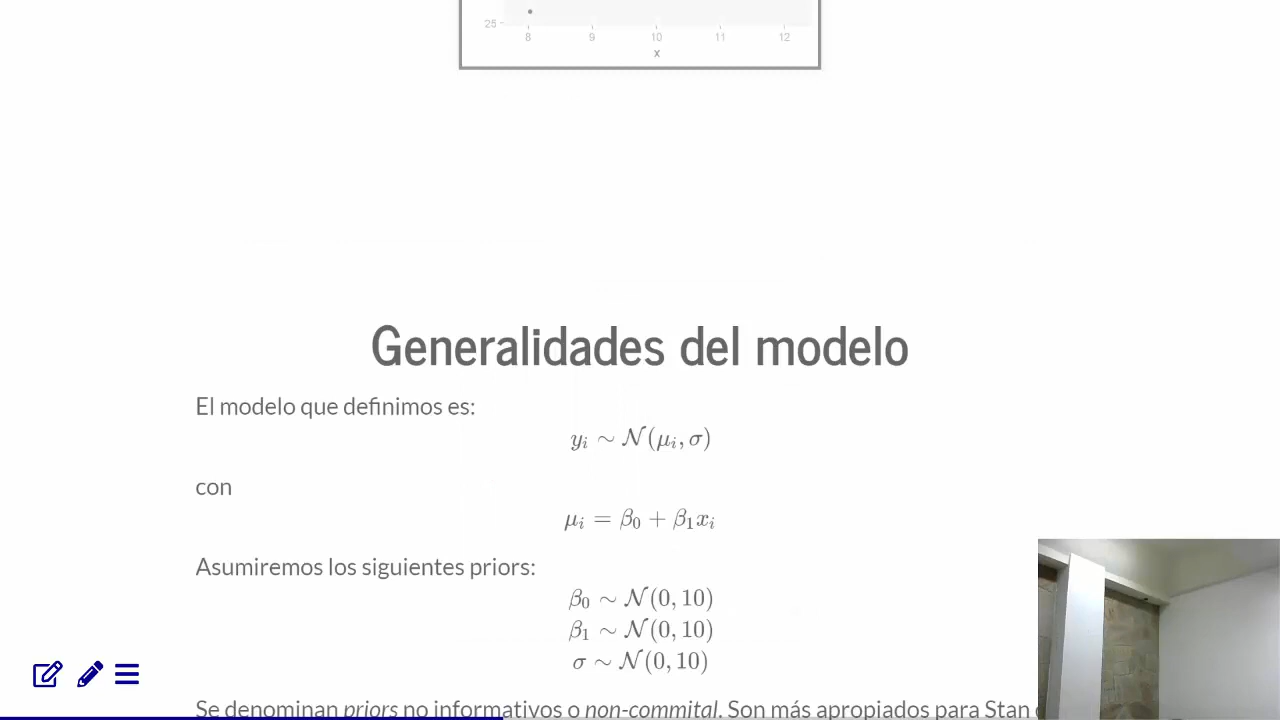 25
8 9 10 11 12
x
Generalidades del modelo
El modelo que definimos es:
yᵢ ∼ 𝒩(μᵢ, σ)
con
μᵢ = β₀ + β₁xᵢ
Asumiremos los siguientes priors:
β₀ ∼ 𝒩(0, 10)
β₁ ∼ 𝒩(0, 10)
σ ∼ 𝒩(0, 10)
Se denominan priors no informativos o non-commital. Son más apropiados para Stan